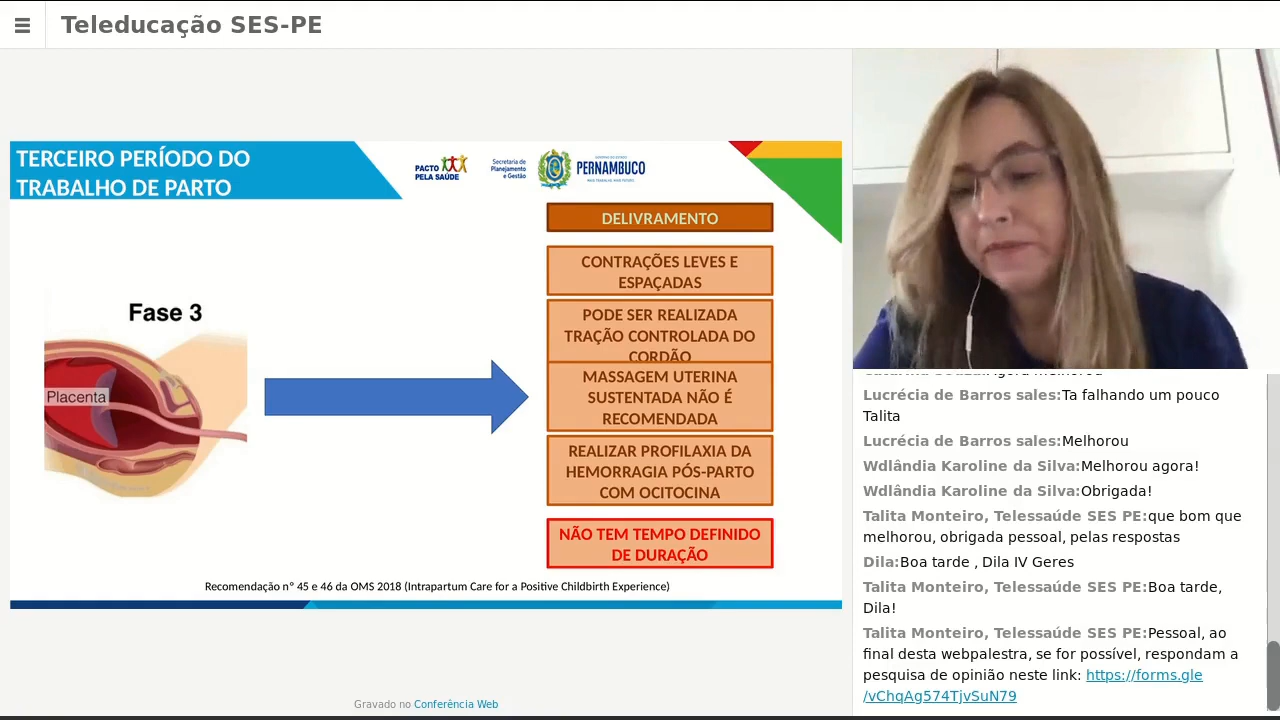 Teleducação SES-PE
TERCEIRO PERÍODO DO
TRABALHO DE PARTO
PACTO
PELA SAÚDE
Secretaria de
Planejamento
e Gestão
PERNAMBUCO
DELIVRAMENTO
CONTRAÇÕES LEVES E
ESPAÇADAS
PODE SER REALIZADA
TRAÇÃO CONTROLADA DO
CORDÃO
MASSAGEM UTERINA
SUSTENTADA NÃO É
RECOMENDADA
REALIZAR PROFILAXIA DA
HEMORRAGIA PÓS-PARTO
COM OCITOCINA
NÃO TEM TEMPO DEFINIDO
DE DURAÇÃO
Fase 3
Placenta
Recomendação nº 45 e 46 da OMS 2018 (Intrapartum Care for a Positive Childbirth Experience)
Gravado no Conferência Web
Lucrécia de Barros sales:Ta falhando um pouco
Talita
Lucrécia de Barros sales:Melhorou
Wdlândia Karoline da Silva:Melhorou agora!
Wdlândia Karoline da Silva:Obrigada!
Talita Monteiro, Telessaúde SES PE:que bom que
melhorou, obrigada pessoal, pelas respostas
Dila:Boa tarde , Dila IV Geres
Talita Monteiro, Telessaúde SES PE:Boa tarde,
Dila!
Talita Monteiro, Telessaúde SES PE:Pessoal, ao
final desta webpalestra, se for possível, respondam a
pesquisa de opinião neste link: https://forms.gle
/vChqAg574TjvSuN79